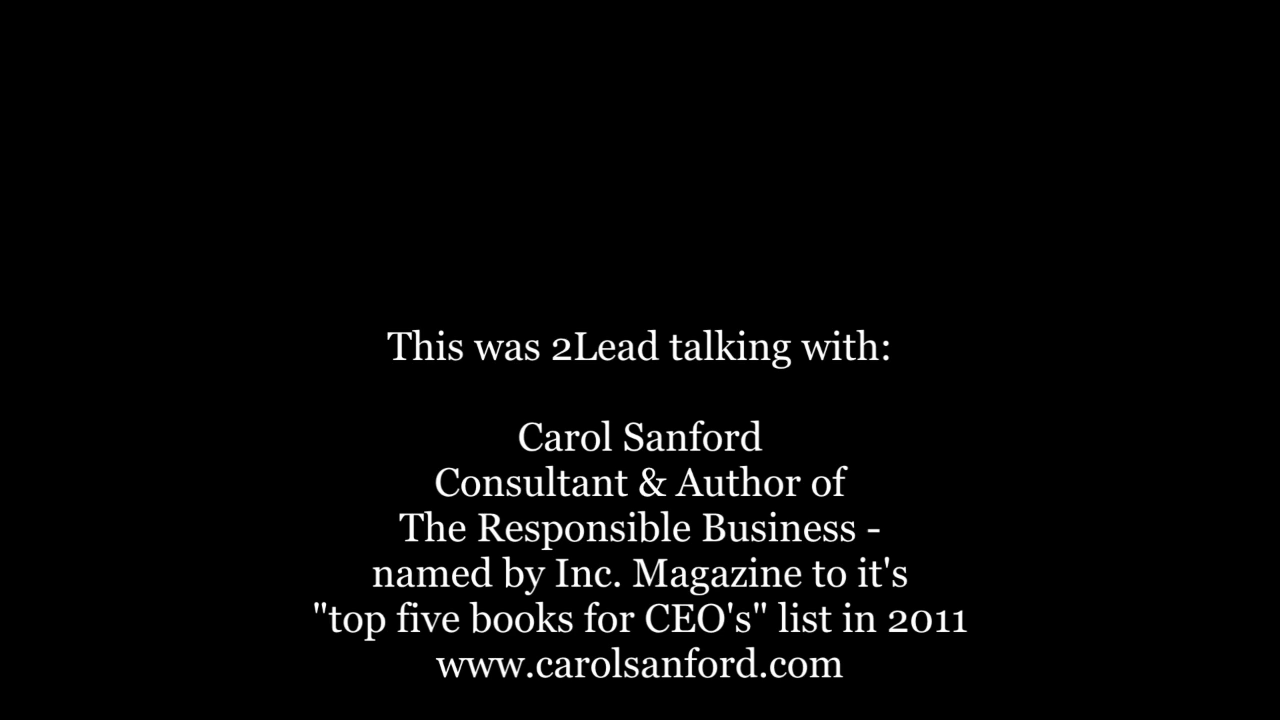 This was 2Lead talking with:
Carol Sanford
Consultant & Author of
The Responsible Business -
named by Inc. Magazine to it's
"top five books for CEO's" list in 2011
www.carolsanford.com